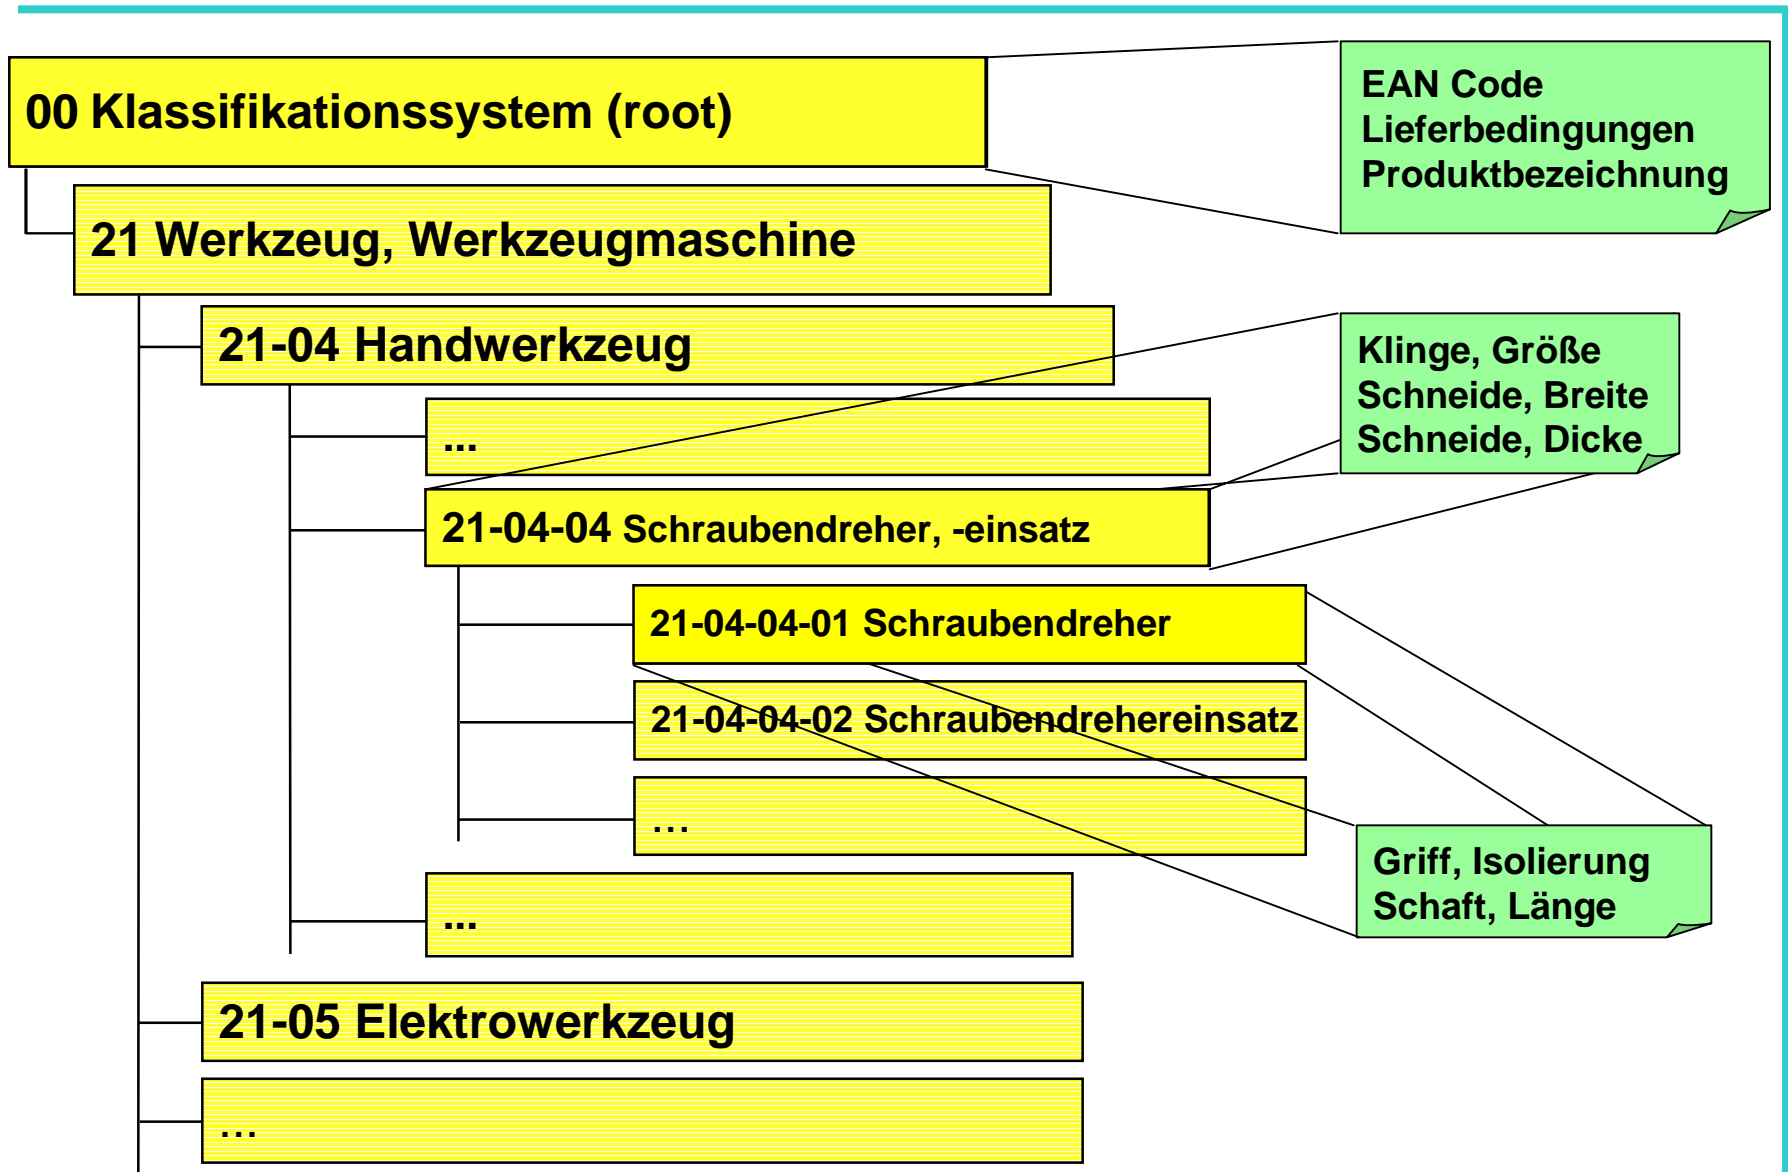 00 Klassifikationssystem (root)
EAN Code
Lieferbedingungen
Produktbezeichnung
21 Werkzeug, Werkzeugmaschine
21-04 Handwerkzeug
Klinge, Größe
Schneide, Breite
Schneide, Dicke
...
21-04-04 Schraubendreher, -einsatz
21-04-04-01 Schraubendreher
21-04-04-02 Schraubendrehereinsatz
…
Griff, Isolierung
Schaft, Länge
...
21-05 Elektrowerkzeug
…